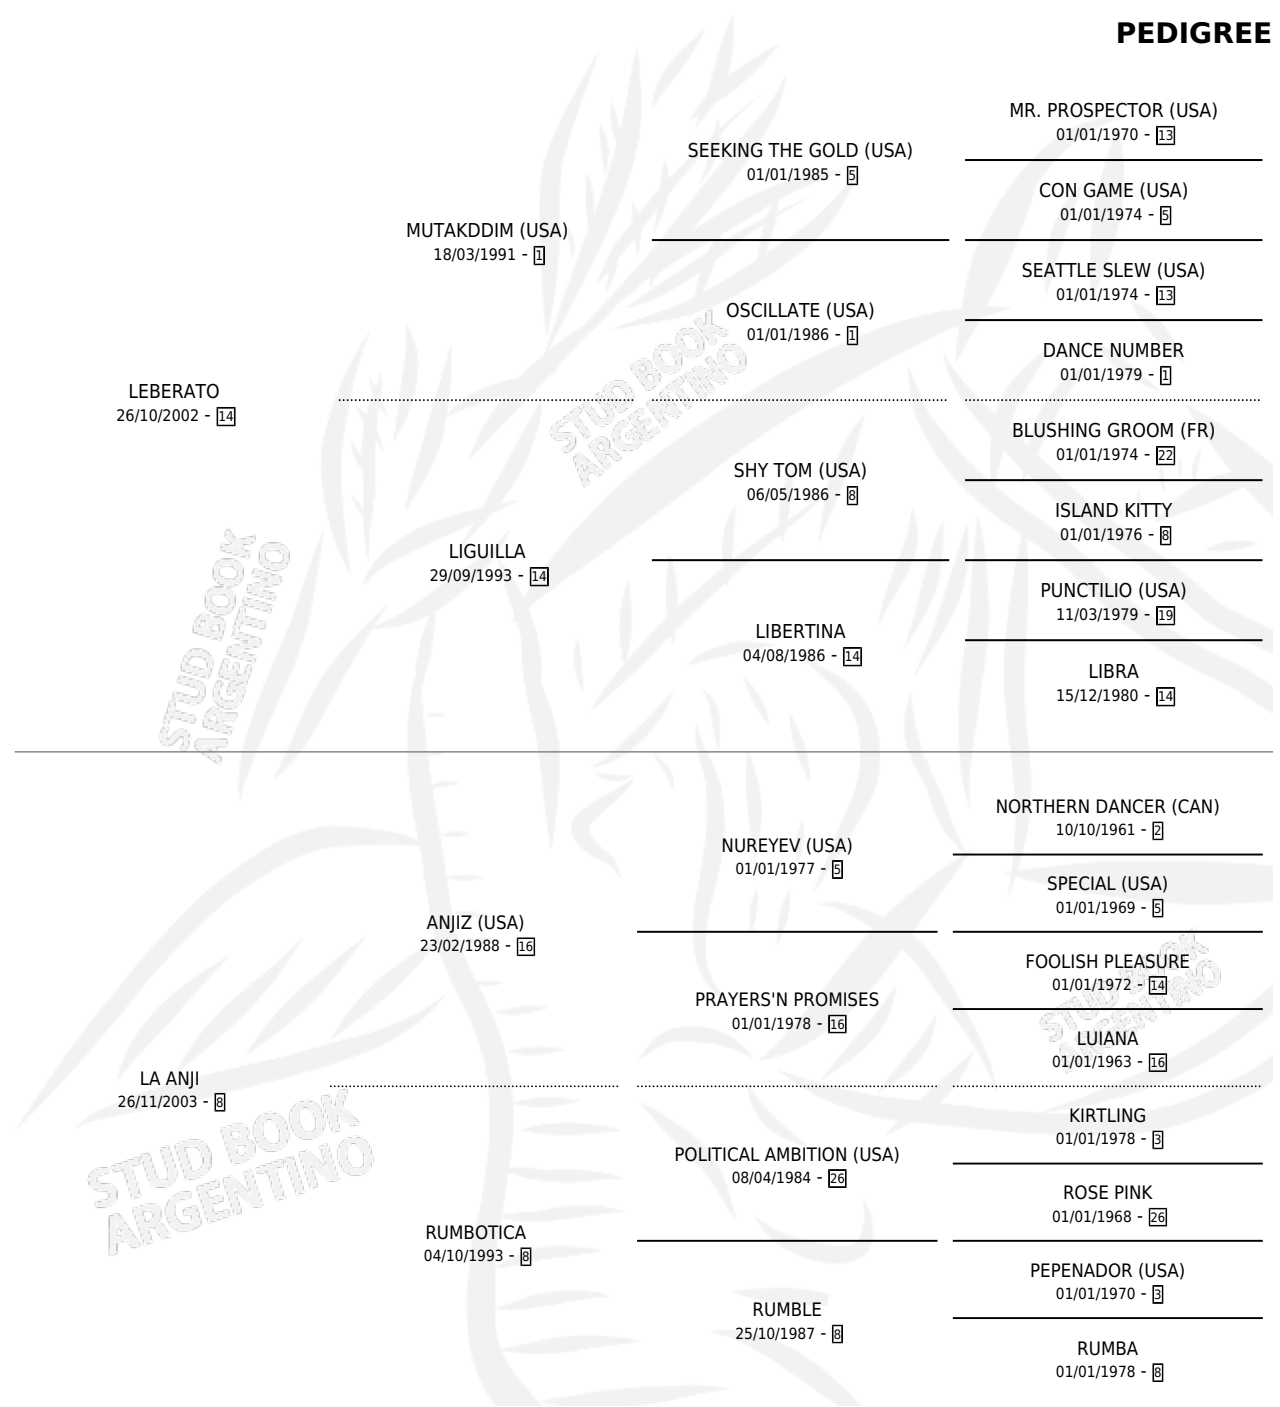 PEDIGREE
MR. PROSPECTOR (USA)
01/01/1970 - 13
SEEKING THE GOLD (USA)
01/01/1985 - 5
CON GAME (USA)
01/01/1974 - 5
MUTAKDDIM (USA)
18/03/1991 - 1
SEATTLE SLEW (USA)
01/01/1974 - 13
OSCILLATE (USA)
01/01/1986 - 1
DANCE NUMBER
01/01/1979 - 1
LEBERATO
26/10/2002 - 14
BLUSHING GROOM (FR)
01/01/1974 - 22
SHY TOM (USA)
06/05/1986 - 8
ISLAND KITTY
01/01/1976 - 8
LIGUILLA
29/09/1993 - 14
PUNCTILIO (USA)
11/03/1979 - 19
LIBERTINA
04/08/1986 - 14
LIBRA
15/12/1980 - 14
NORTHERN DANCER (CAN)
10/10/1961 - 2
NUREYEV (USA)
01/01/1977 - 5
SPECIAL (USA)
01/01/1969 - 5
ANJIZ (USA)
23/02/1988 - 16
FOOLISH PLEASURE
01/01/1972 - 14
PRAYERS'N PROMISES
01/01/1978 - 16
LUIANA
01/01/1963 - 16
LA ANJI
26/11/2003 - 8
KIRTLING
01/01/1978 - 3
POLITICAL AMBITION (USA)
08/04/1984 - 26
ROSE PINK
01/01/1968 - 26
RUMBOTICA
04/10/1993 - 8
PEPENADOR (USA)
01/01/1970 - 3
RUMBLE
25/10/1987 - 8
RUMBA
01/01/1978 - 8
STUD BOOK
ARGENTINO
STUD BOOK
ARGENTINO
STUD BOOK
ARGENTINO
STUD BOOK
ARGENTINO